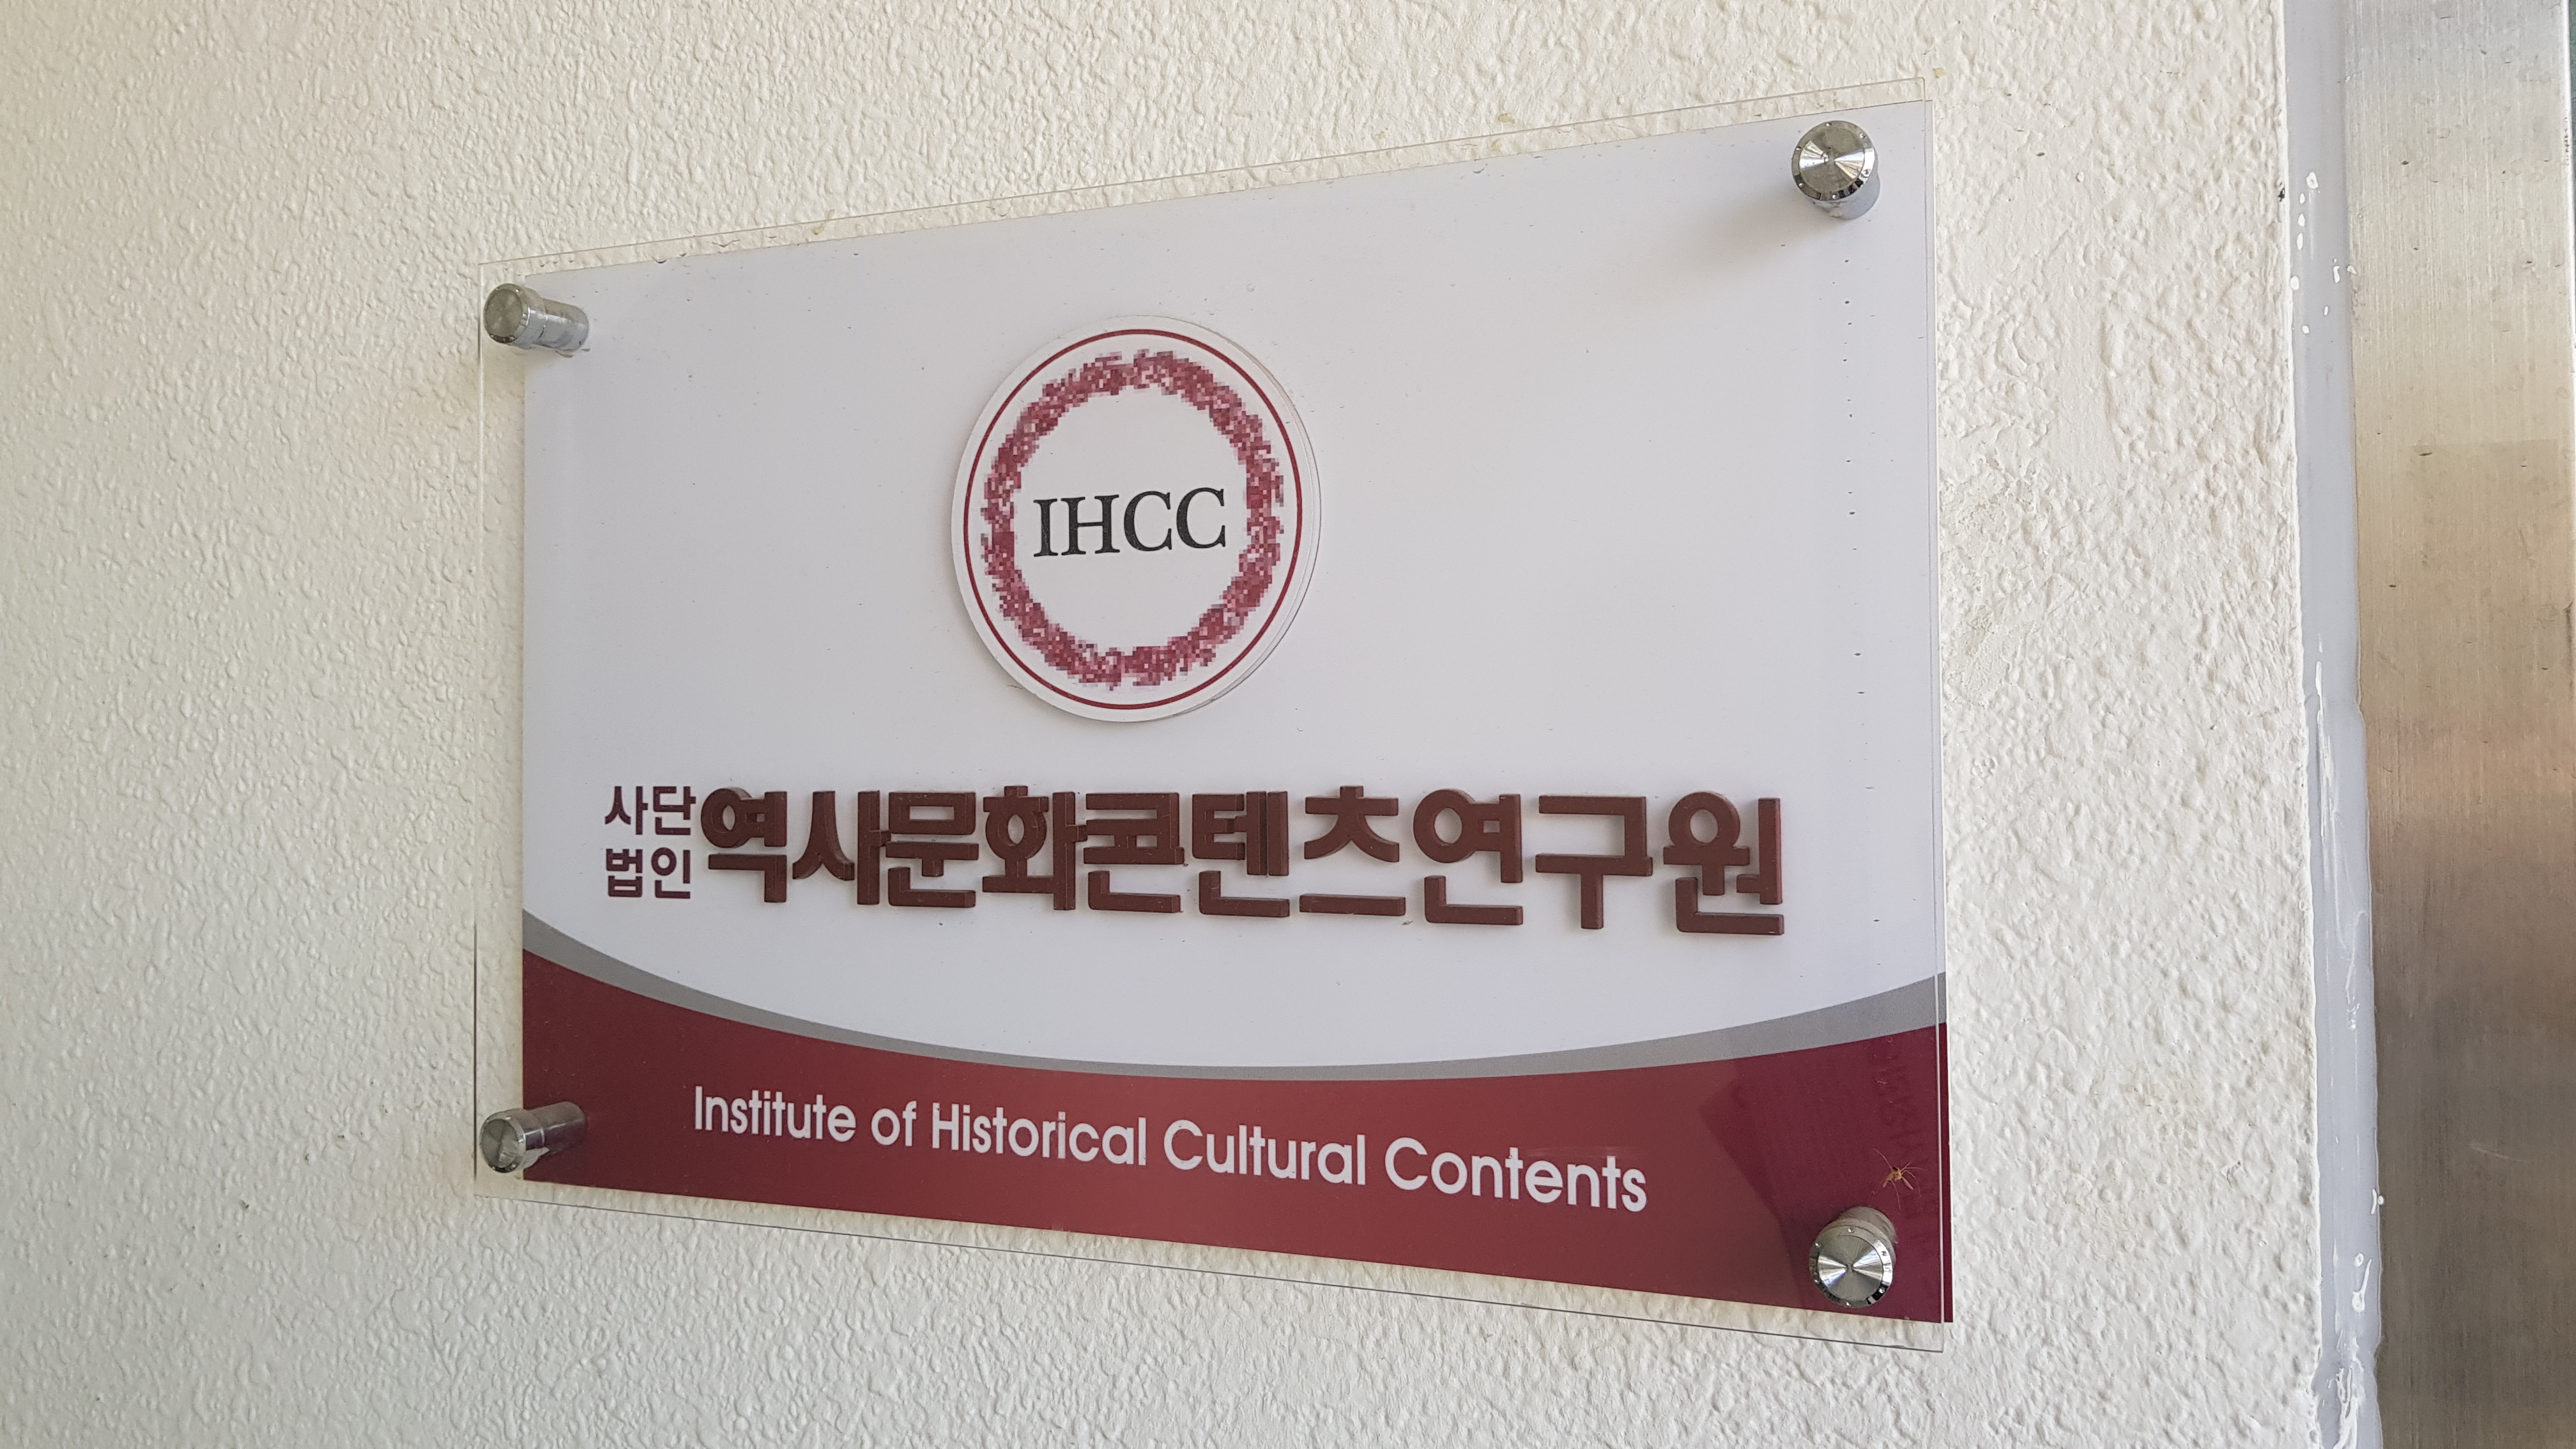 IHCC
사단
법인
역사문화콘텐츠연구원
Institute of Historical Cultural Contents